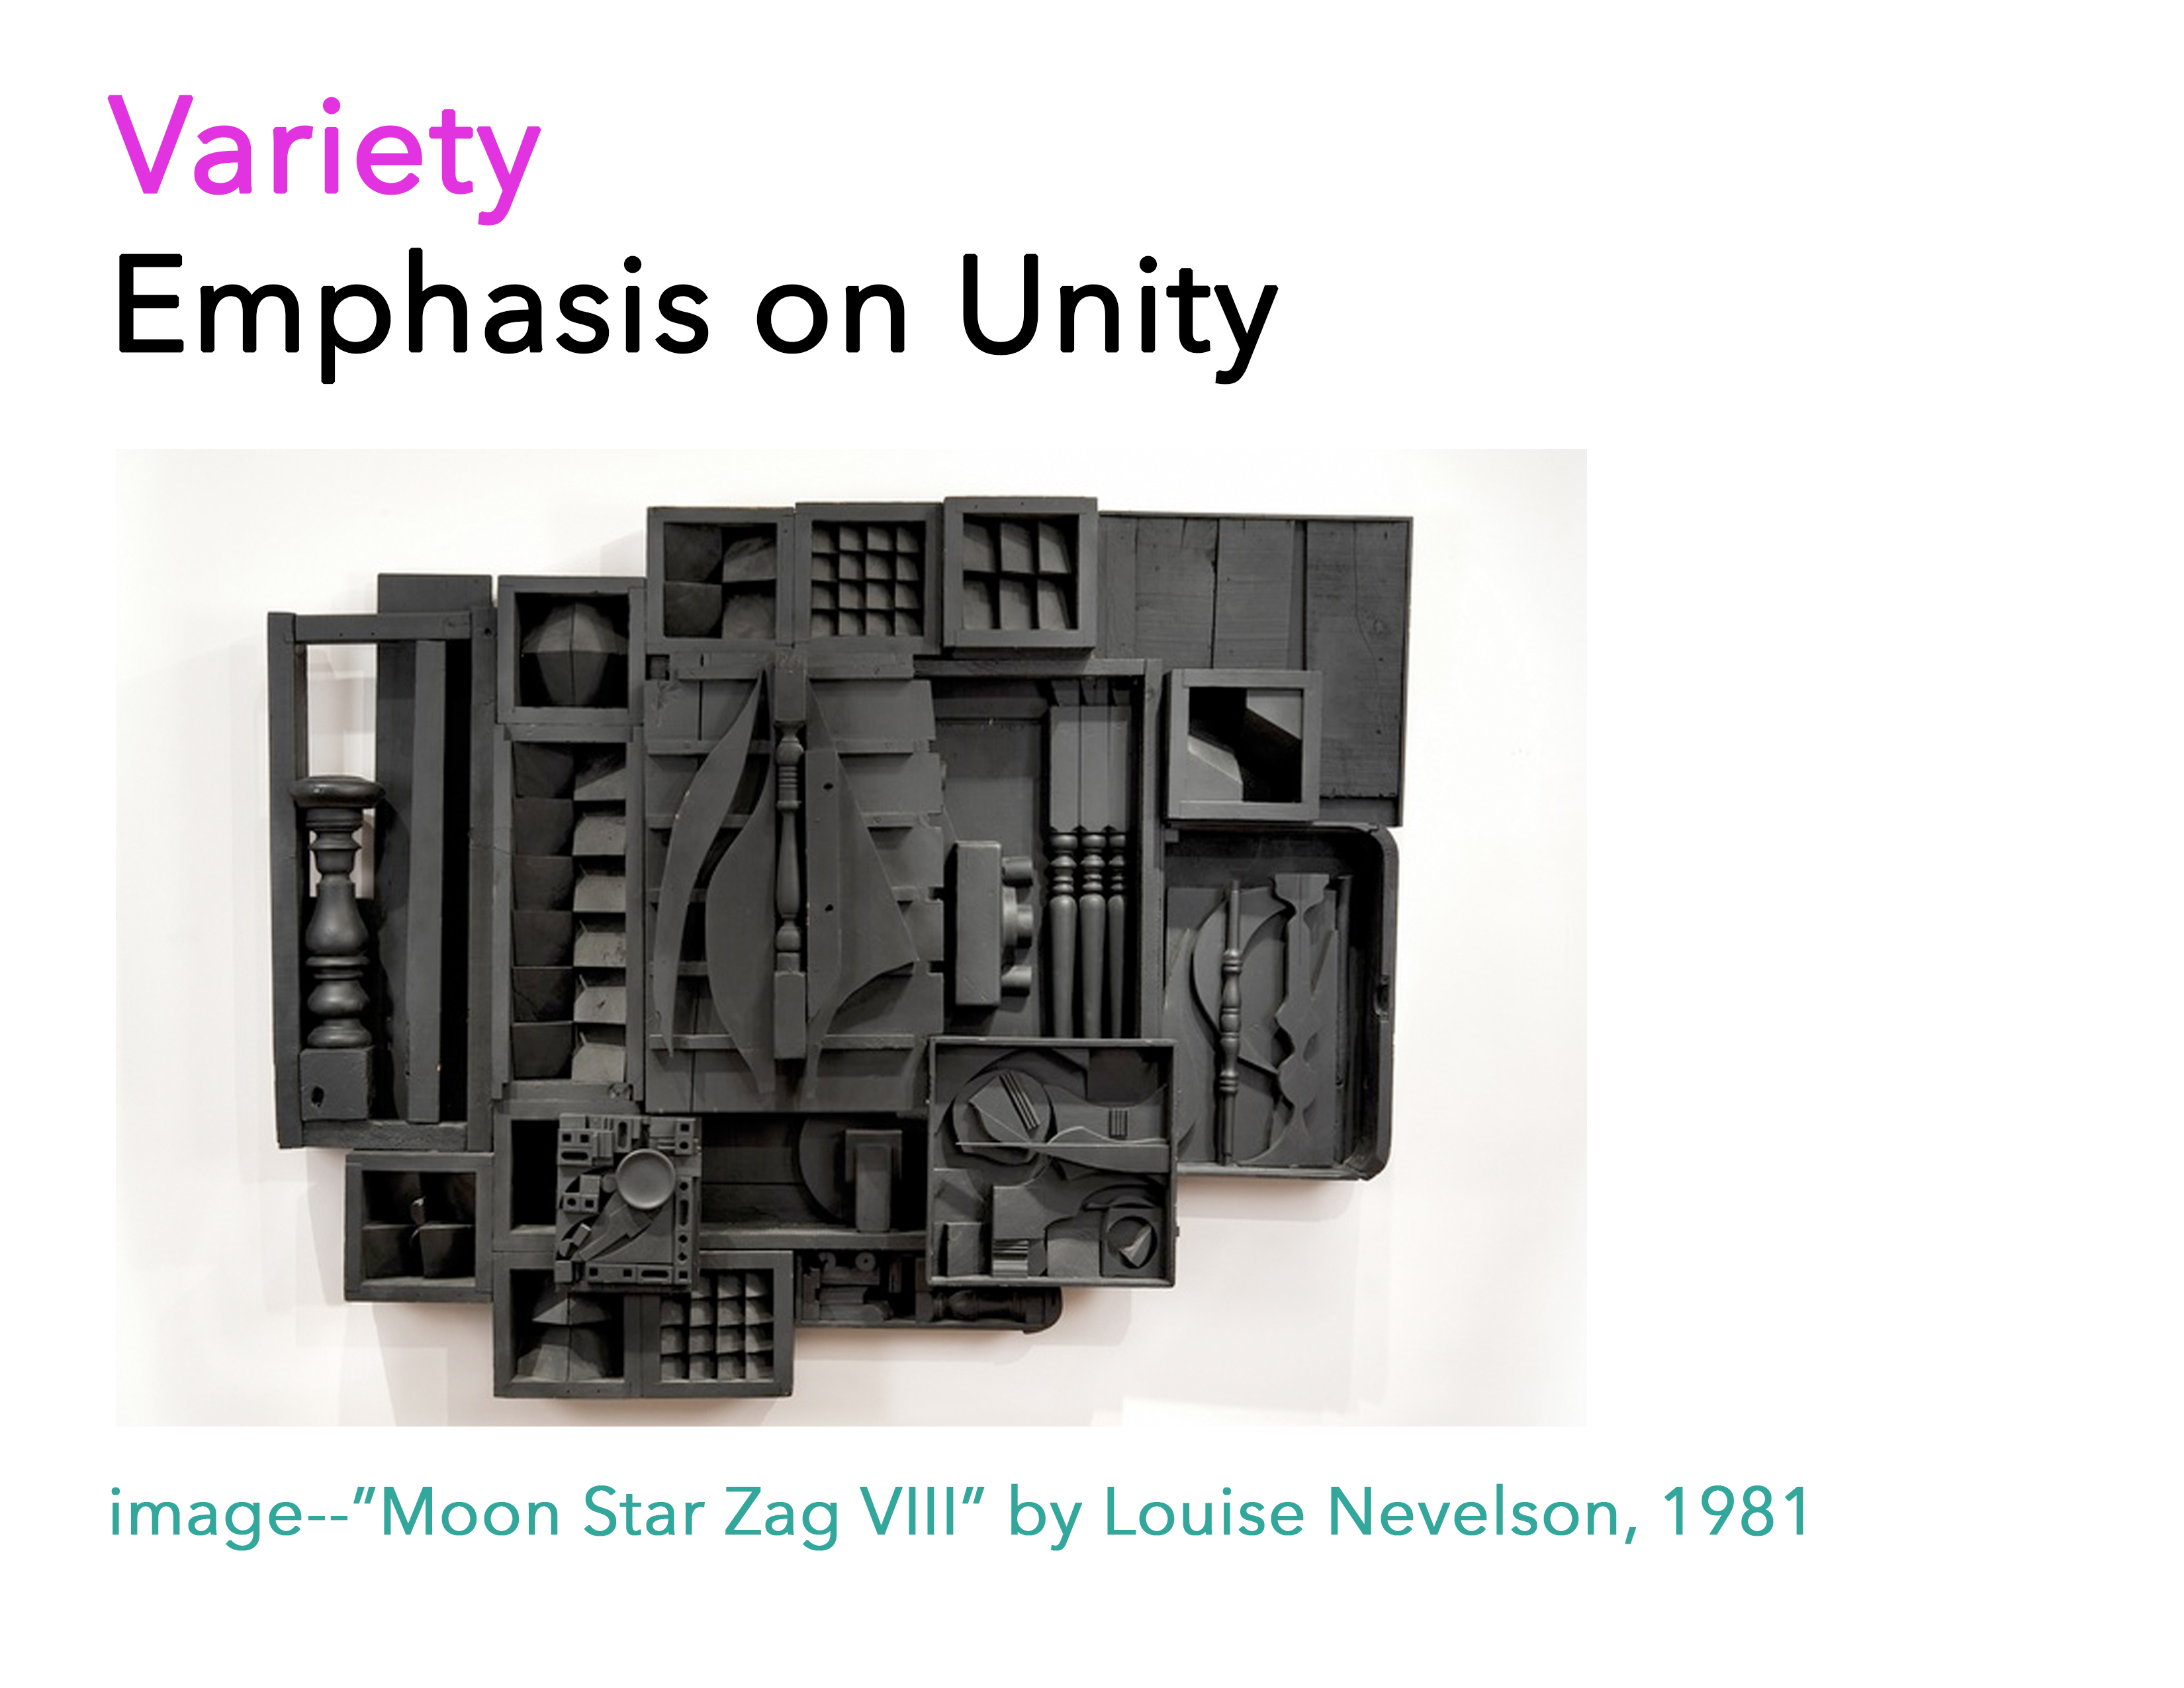 Variety
Emphasis on Unity
image--"Moon Star Zag VIII" by Louise Nevelson, 1981